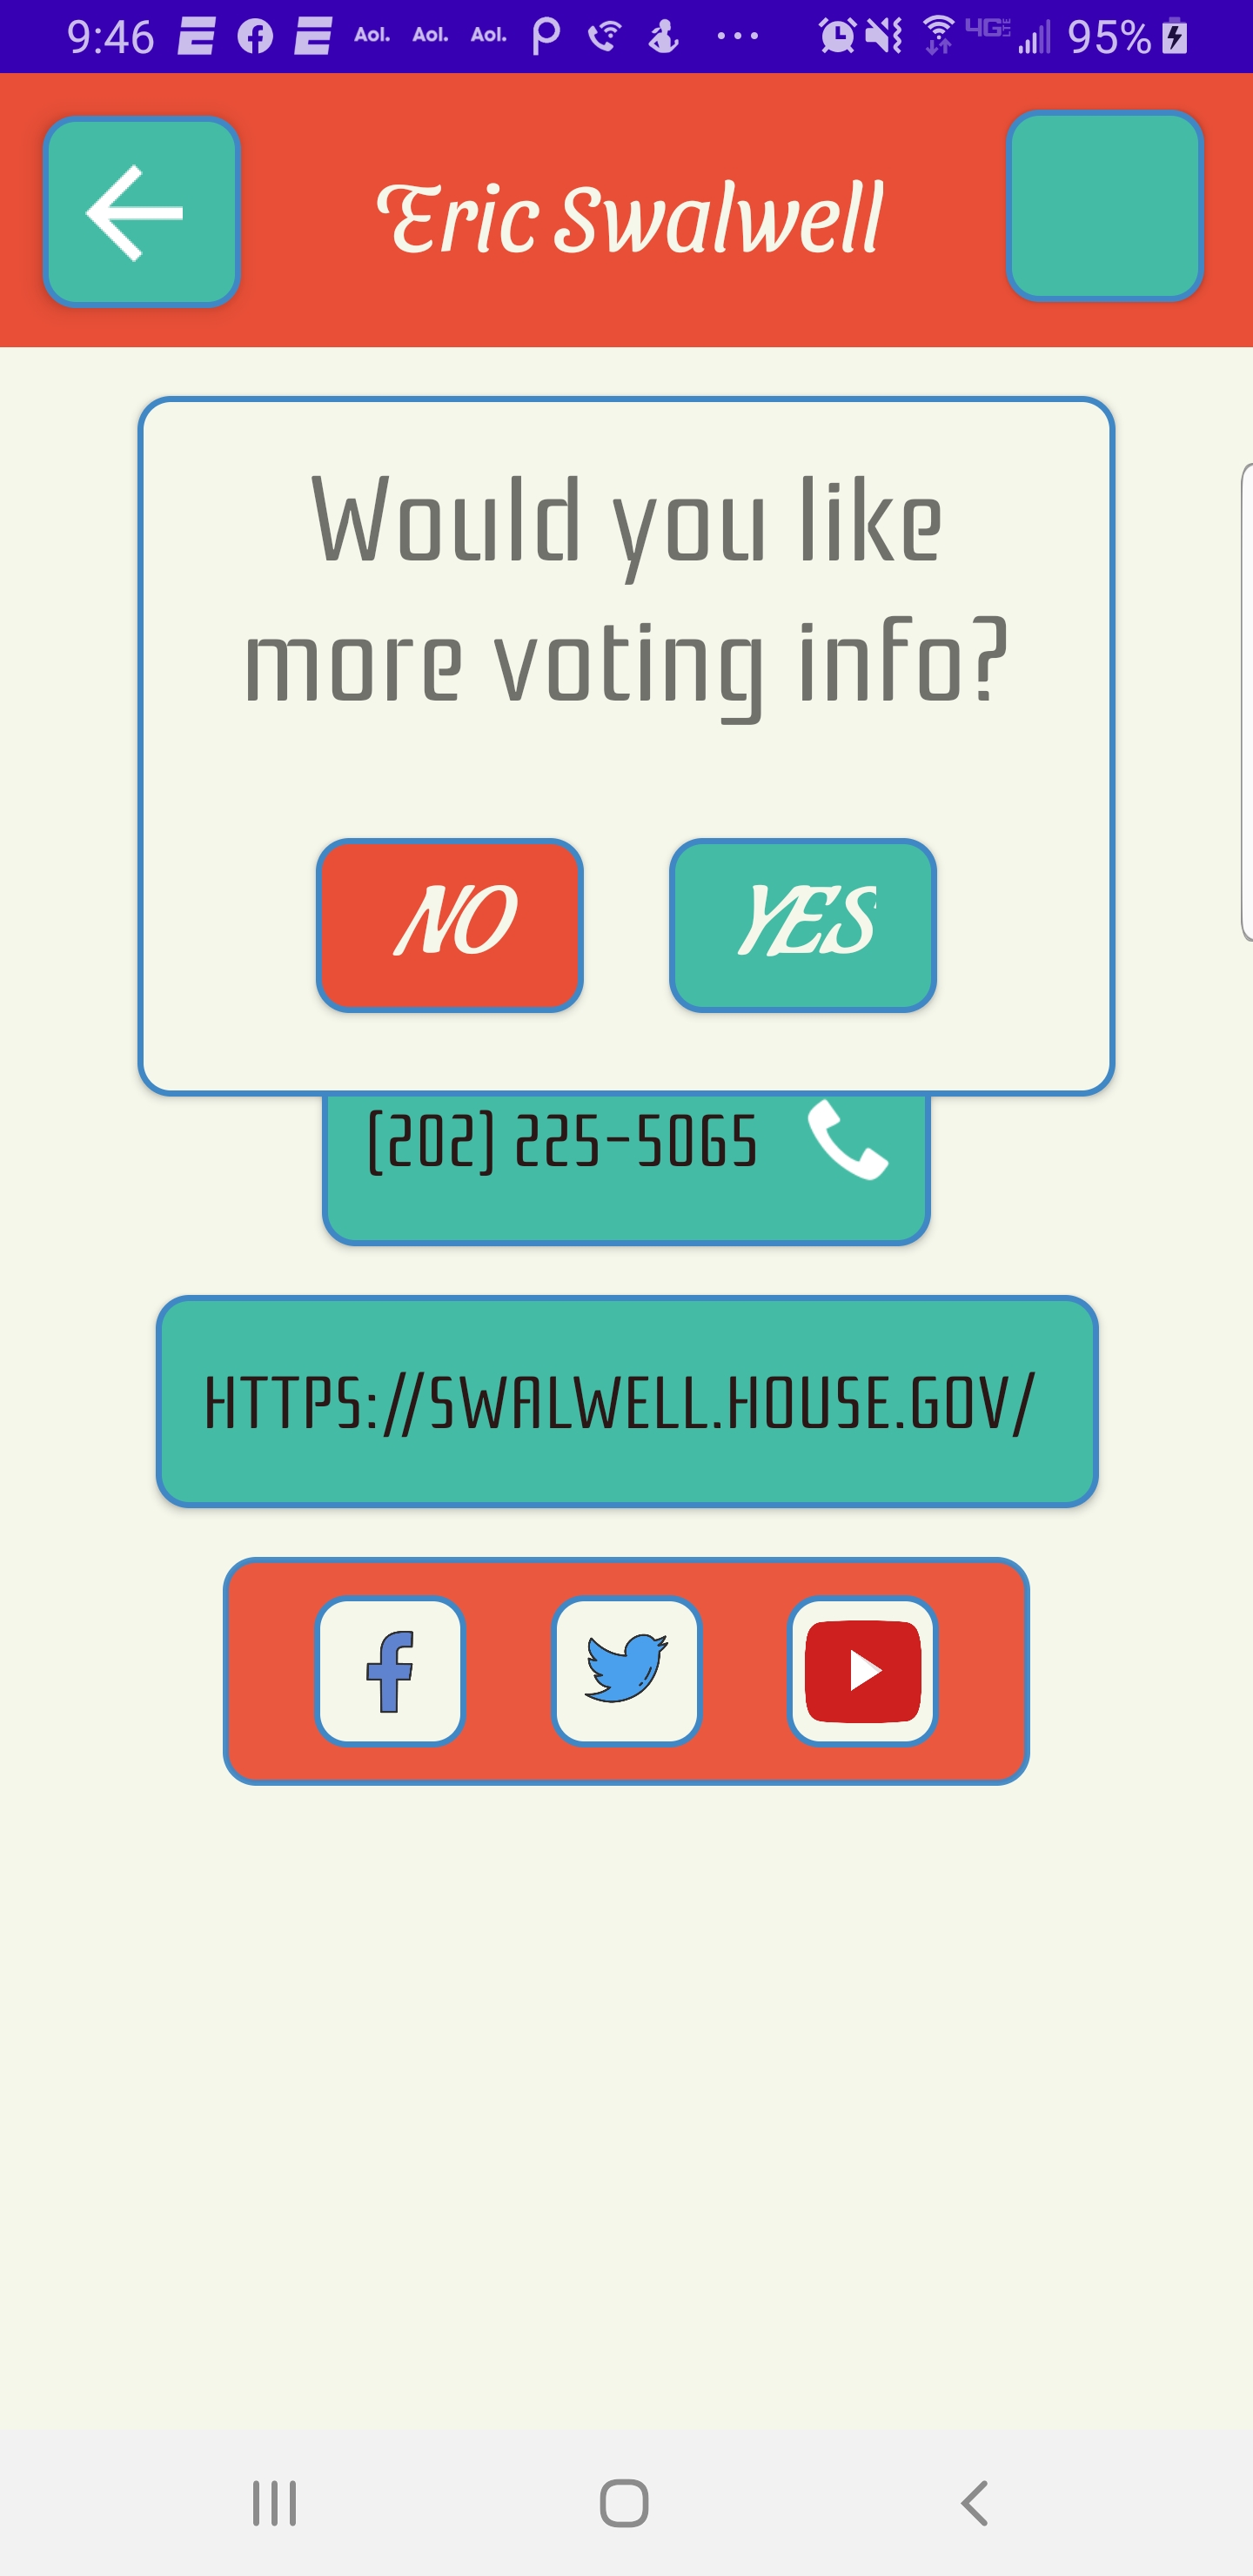 9:46 Aol. Aol. Aol. 4G 95%
Eric Swalwell
Would you like
more voting info?
NO YES
(202) 225-5065
HTTPS://SWALWELL.HOUSE.GOV/